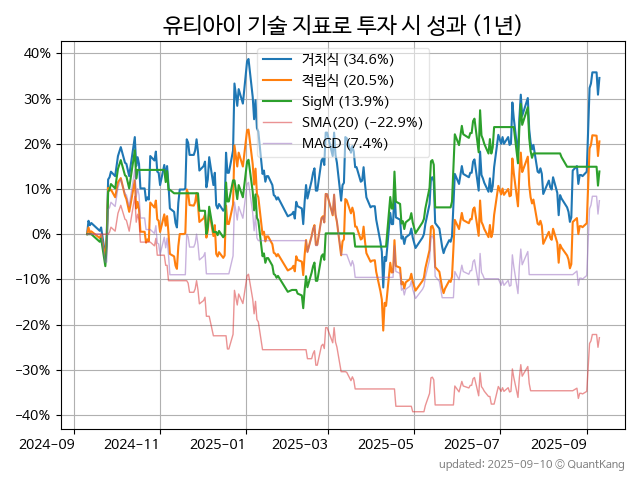 유티아이 기술 지표로 투자 시 성과 (1년)
거치식 (34.6%)
적립식 (20.5%)
SigM (13.9%)
SMA(20) (−22.9%)
MACD (7.4%)
40%
30%
20%
10%
0%
−10%
−20%
−30%
−40%
2024-09 2024-11 2025-01 2025-03 2025-05 2025-07 2025-09
updated: 2025-09-10 © QuantKang